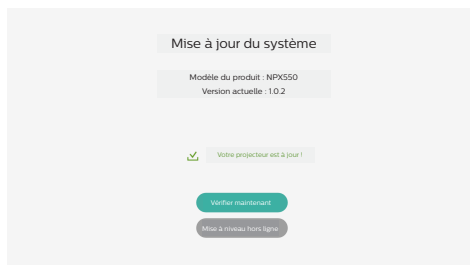 Mise à jour du système
Modèle du produit : NPX550
Version actuelle : 1.0.2
Votre projecteur est à jour !
Vérifier maintenant
Mise à niveau hors ligne